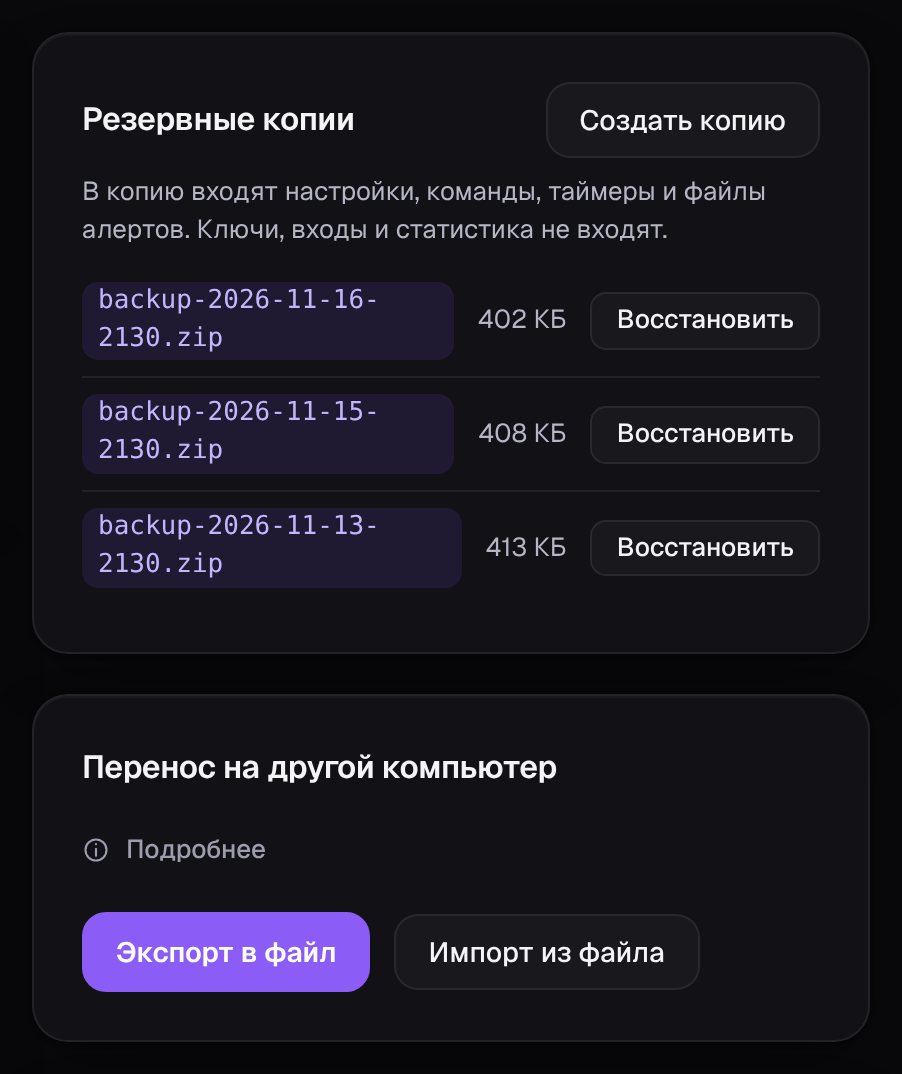 Резервные копии
Создать копию
В копию входят настройки, команды, таймеры и файлы
алертов. Ключи, входы и статистика не входят.
backup-2026-11-16-
2130.zip
402 КБ
Восстановить
backup-2026-11-15-
2130.zip
408 КБ
Восстановить
backup-2026-11-13-
2130.zip
413 КБ
Восстановить
Перенос на другой компьютер
Подробнее
Экспорт в файл
Импорт из файла